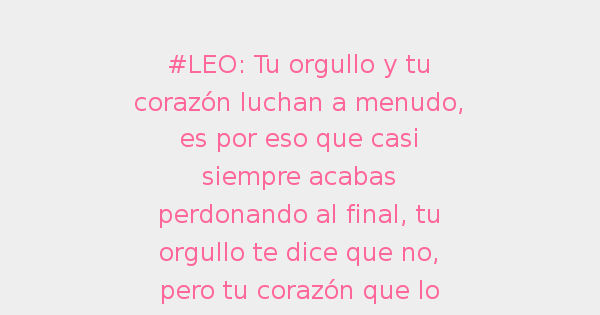 #LEO: Tu orgullo y tu
corazón luchan a menudo,
es por eso que casi
siempre acabas
perdonando al final, tu
orgullo te dice que no,
pero tu corazón que lo